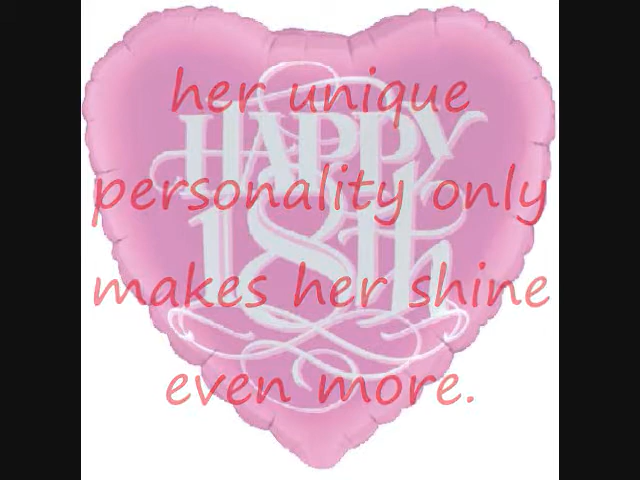 her unique
HAPPY
personality only
18th
makes her shine
even more.